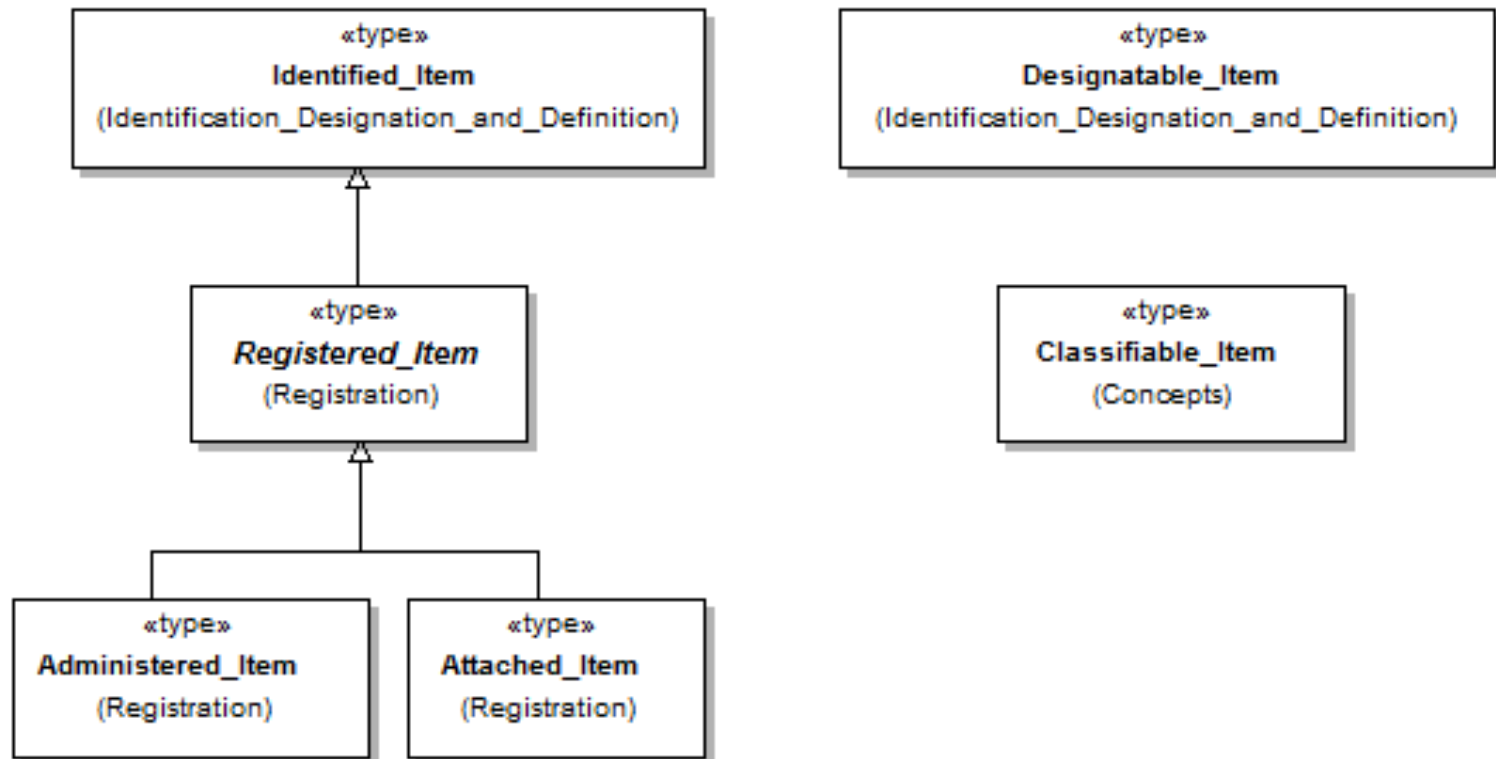 «type»
Identified_Item
(Identification_Designation_and_Definition)
«type»
Designatable_Item
(Identification_Designation_and_Definition)
«type»
Registered_Item
(Registration)
«type»
Classifiable_Item
(Concepts)
«type»
Administered_Item
(Registration)
«type»
Attached_Item
(Registration)